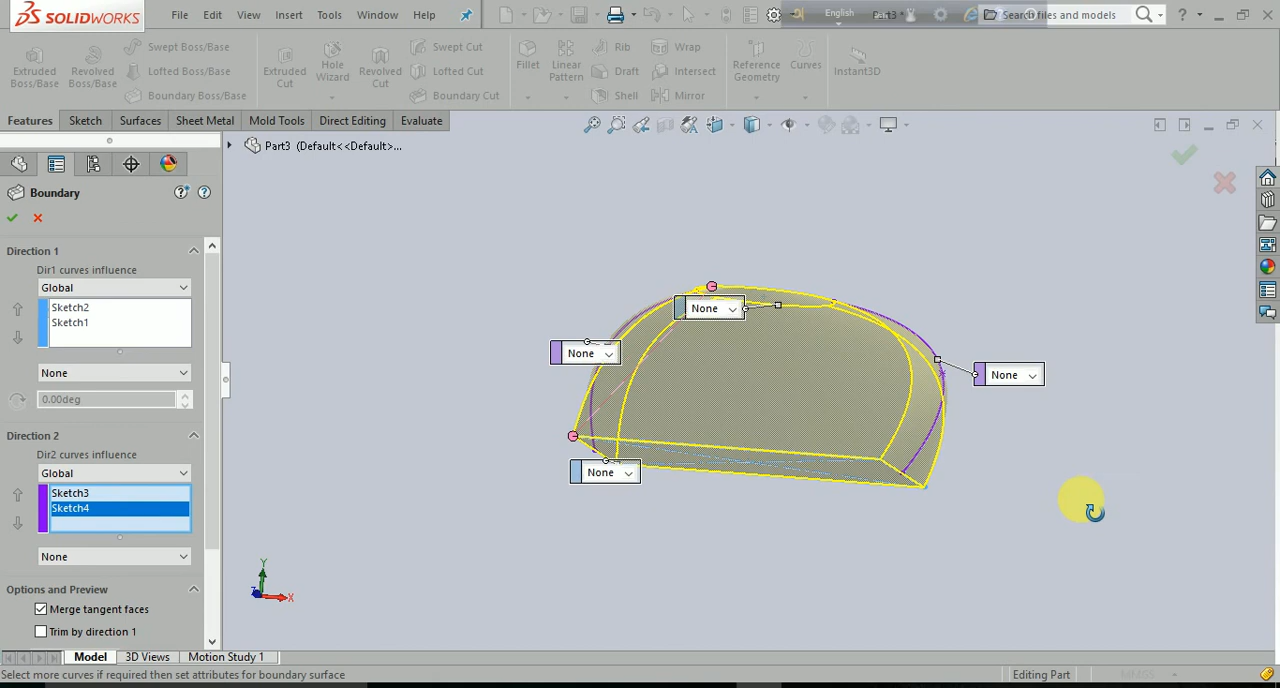 SOLIDWORKS
File Edit View Insert Tools Window Help
English
Part3 *
Search files and models
Extruded Boss/Base
Revolved Boss/Base
Swept Boss/Base
Lofted Boss/Base
Boundary Boss/Base
Extruded Cut
Hole Wizard
Revolved Cut
Swept Cut
Lofted Cut
Boundary Cut
Fillet
Linear Pattern
Rib
Draft
Shell
Wrap
Intersect
Mirror
Reference Geometry
Curves
Instant3D
Features Sketch Surfaces Sheet Metal Mold Tools Direct Editing Evaluate
Part3 (Default<<Default>...
Boundary
Direction 1
Dir1 curves influence
Global
Sketch2
Sketch1
None
0.00deg
Direction 2
Dir2 curves influence
Global
Sketch3
Sketch4
None
Options and Preview
Merge tangent faces
Trim by direction 1
None
None
None
None
Y
X
Model 3D Views Motion Study 1
Select more curves if required then set attributes for boundary surface
Editing Part